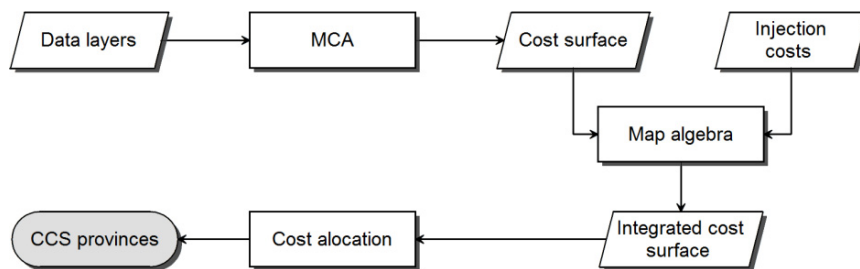 Data layers
MCA
Cost surface
Injection
costs
Map algebra
CCS provinces
Cost alocation
Integrated cost
surface